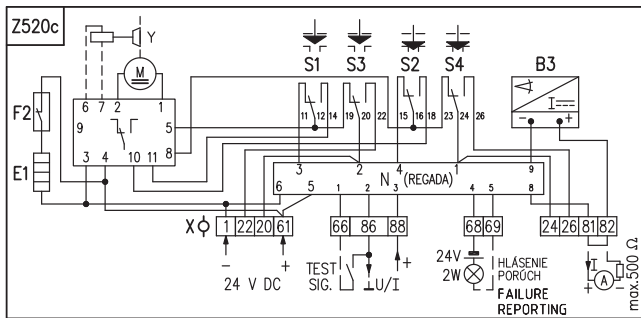 Z520c
Y
M
S1 S3 S2 S4
B3
I
6 7 2 1
9 5
8
3 4 10 11
F2
E1
11 12 14 19 20 22 15 16 18 23 24 26
− +
3 2 4 1 9
N (REGADA)
6 5 1 2 3 4 5 8
X 1 22 20 61 66 86 88 68 69 24 26 81 82
− +
24 V DC
TEST
SIG.
⊥U/I
+
24V
2W
HLÁSENIE
PORÚCH
FAILURE
REPORTING
I
+ A −
max.500 Ω